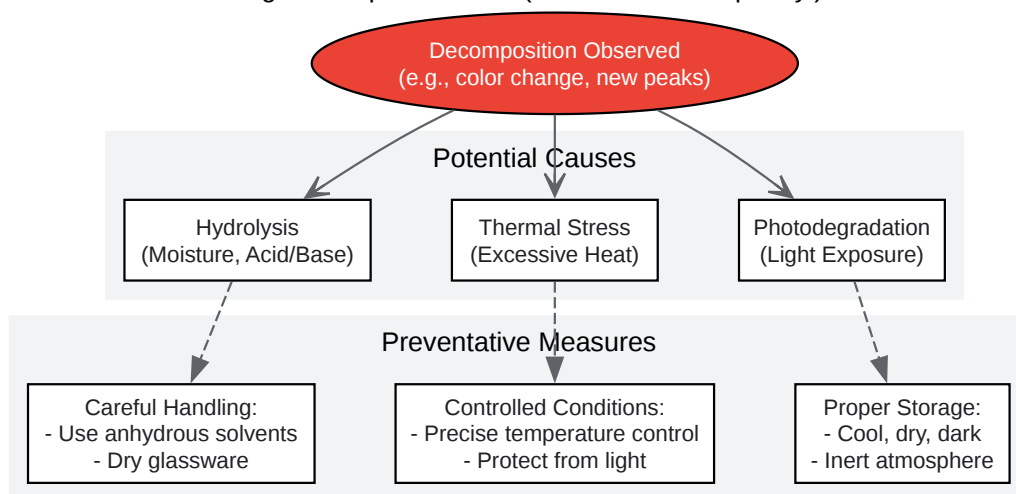 Decomposition Observed
(e.g., color change, new peaks)
Potential Causes
Hydrolysis
(Moisture, Acid/Base)
Thermal Stress
(Excessive Heat)
Photodegradation
(Light Exposure)
Preventative Measures
Careful Handling:
- Use anhydrous solvents
- Dry glassware
Controlled Conditions:
- Precise temperature control
- Protect from light
Proper Storage:
- Cool, dry, dark
- Inert atmosphere